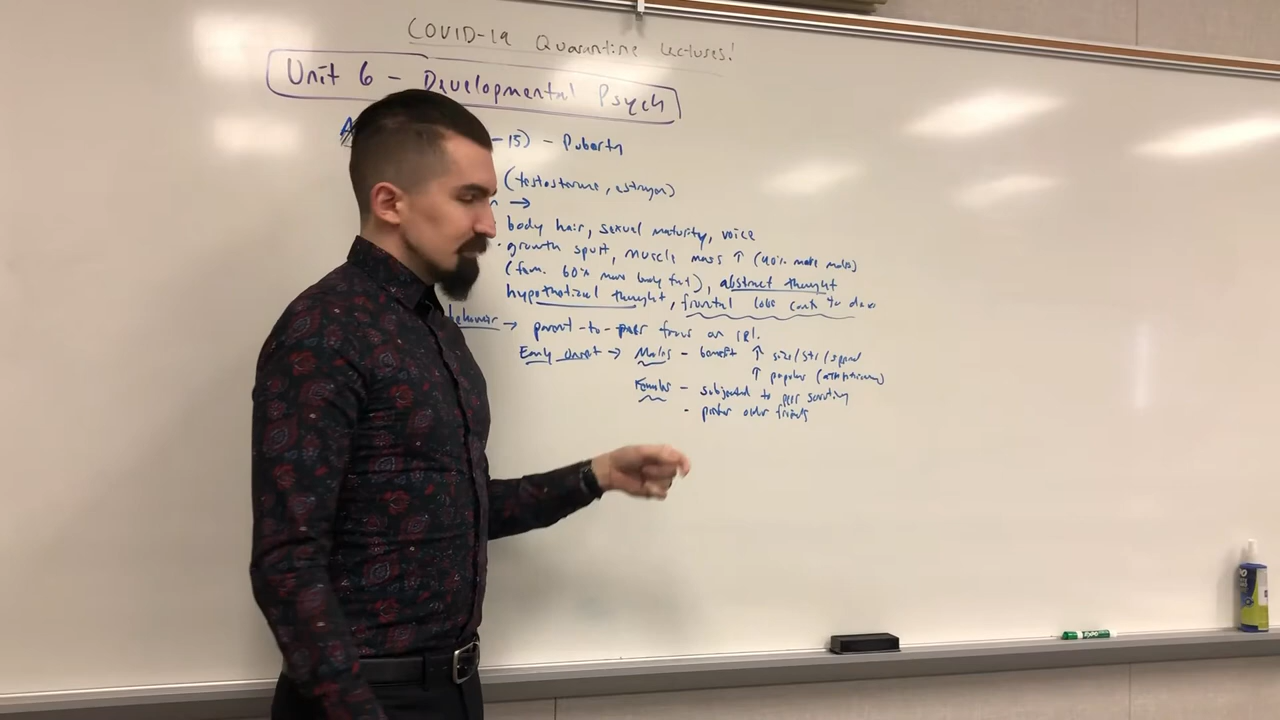 COVID-19 Quarantine Lectures!
Unit 6 - Developmental Psych
-15) - Puberty
(testosterone, estrogen)
→
body hair, sexual maturity, voice
· growth spurt, muscle mass ↑ (40% more males)
(fem. 60% more body fat), abstract thought
hypothetical thought, frontal lobe cont. to dev
behavior → parent-to-peer focus on
Early onset → Males - benefit ↑ size/str/speed
↑ popular
Females - subjected to peer scrutiny
- prefer older friends
EXPO